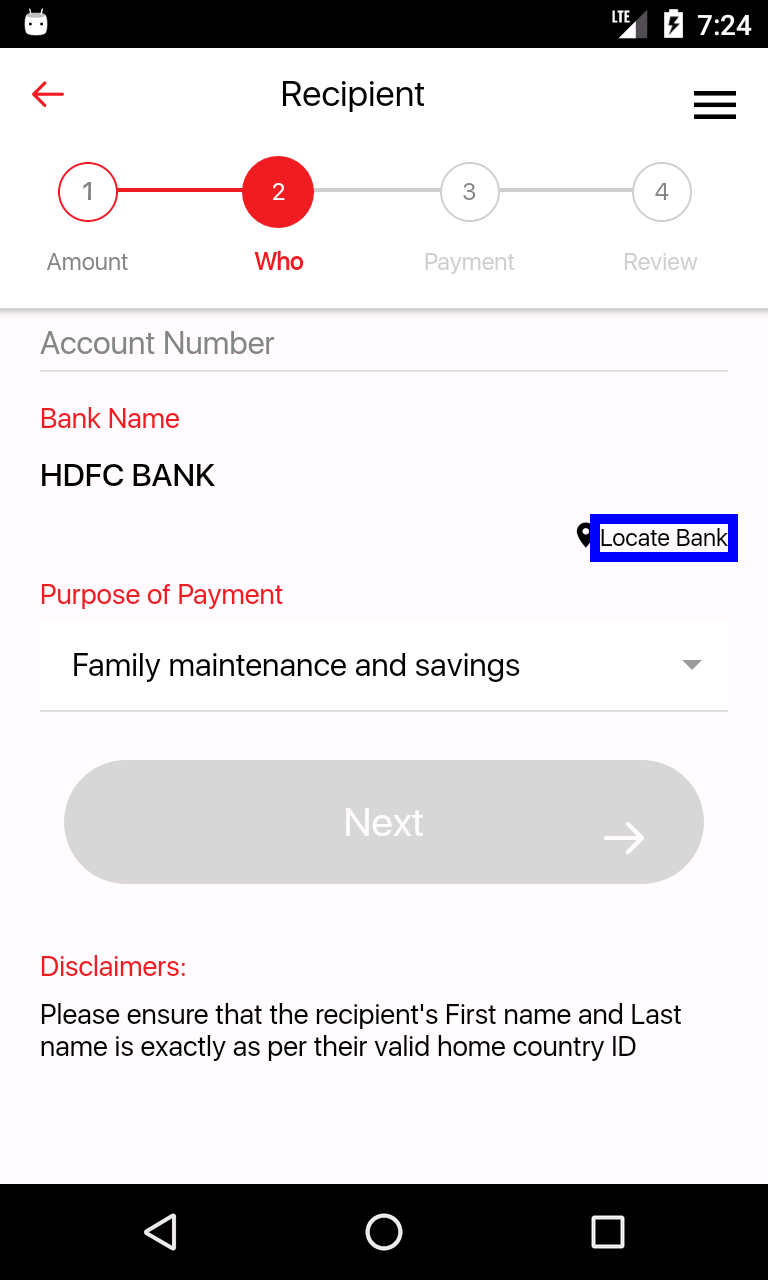 LTE 7:24
Recipient
1 2 3 4
Amount Who Payment Review
Account Number
Bank Name
HDFC BANK
Locate Bank
Purpose of Payment
Family maintenance and savings
Next
Disclaimers:
Please ensure that the recipient's First name and Last
name is exactly as per their valid home country ID